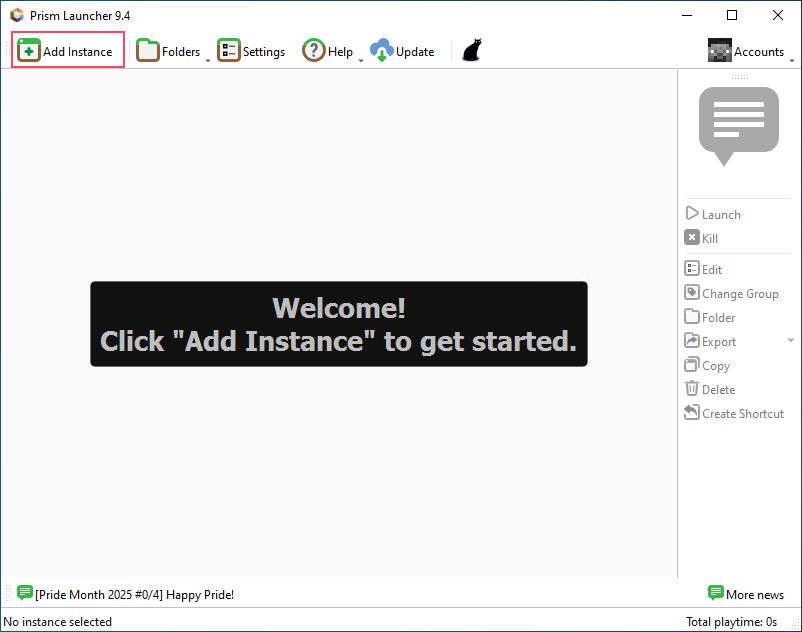 Prism Launcher 9.4
Add Instance Folders Settings Help Update Accounts
Welcome!
Click "Add Instance" to get started.
Launch
Kill
Edit
Change Group
Folder
Export
Copy
Delete
Create Shortcut
[Pride Month 2025 #0/4] Happy Pride! More news
No instance selected Total playtime: 0s